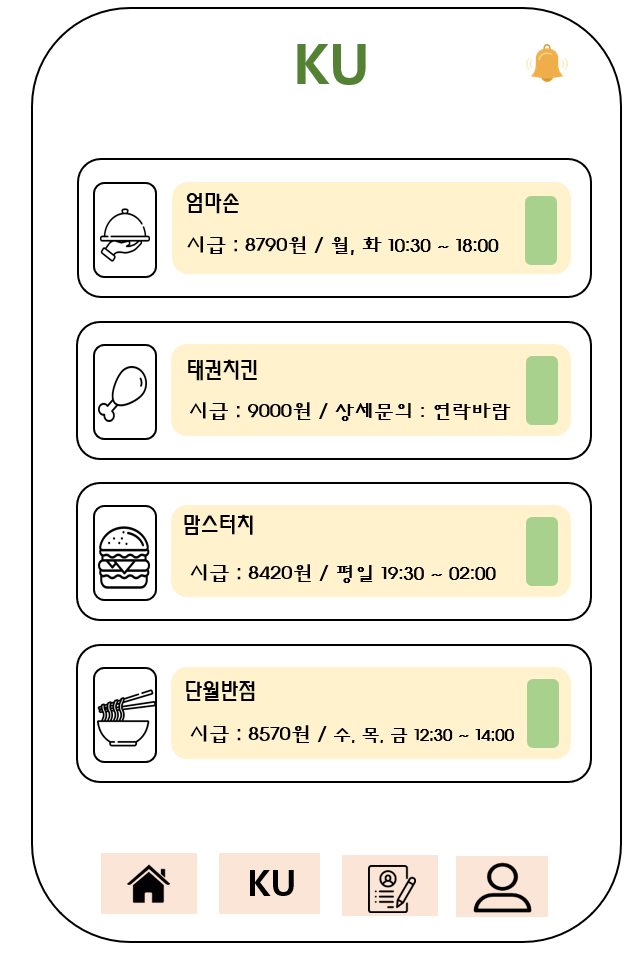 KU
엄마손
시급 : 8790원 / 월, 화 10:30 ~ 18:00
태권치킨
시급 : 9000원 / 상세문의 : 연락바람
맘스터치
시급 : 8420원 / 평일 19:30 ~ 02:00
단월반점
시급 : 8570원 / 수, 목, 금 12:30 ~ 14:00
KU